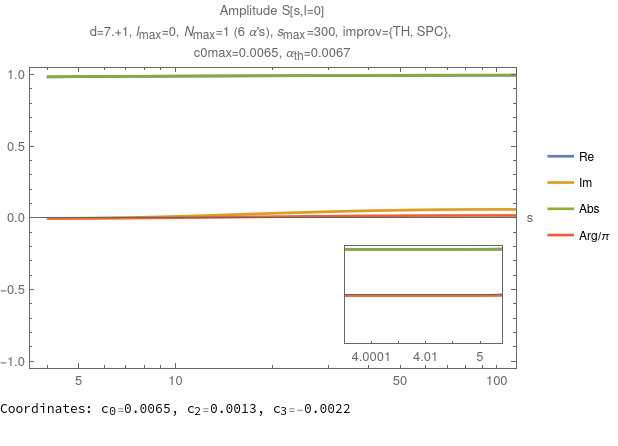 Amplitude S[s,l=0]
d=7.+1, lmax=0, Nmax=1 (6 α's), smax=300, improv={TH, SPC},
c0max=0.0065, αth=0.0067
1.0
0.5
0.0
-0.5
-1.0
s
Re
Im
Abs
Arg/π
4.0001 4.01 5
5 10 50 100
Coordinates: c0=0.0065, c2=0.0013, c3=-0.0022